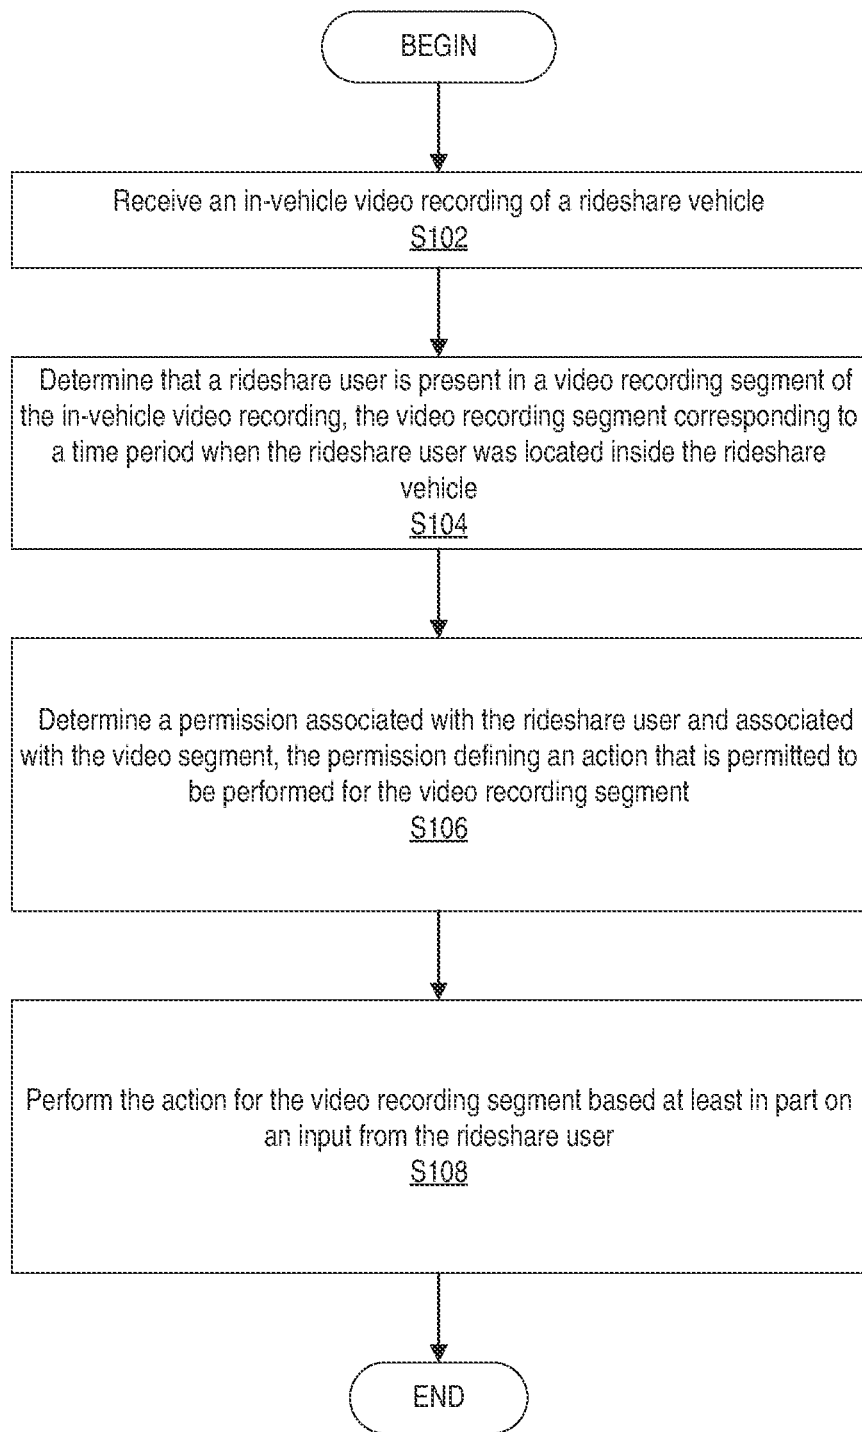 BEGIN
Receive an in-vehicle video recording of a rideshare vehicle
S102
Determine that a rideshare user is present in a video recording segment of
the in-vehicle video recording, the video recording segment corresponding to
a time period when the rideshare user was located inside the rideshare
vehicle
S104
Determine a permission associated with the rideshare user and associated
with the video segment, the permission defining an action that is permitted to
be performed for the video recording segment
S106
Perform the action for the video recording segment based at least in part on
an input from the rideshare user
S108
END